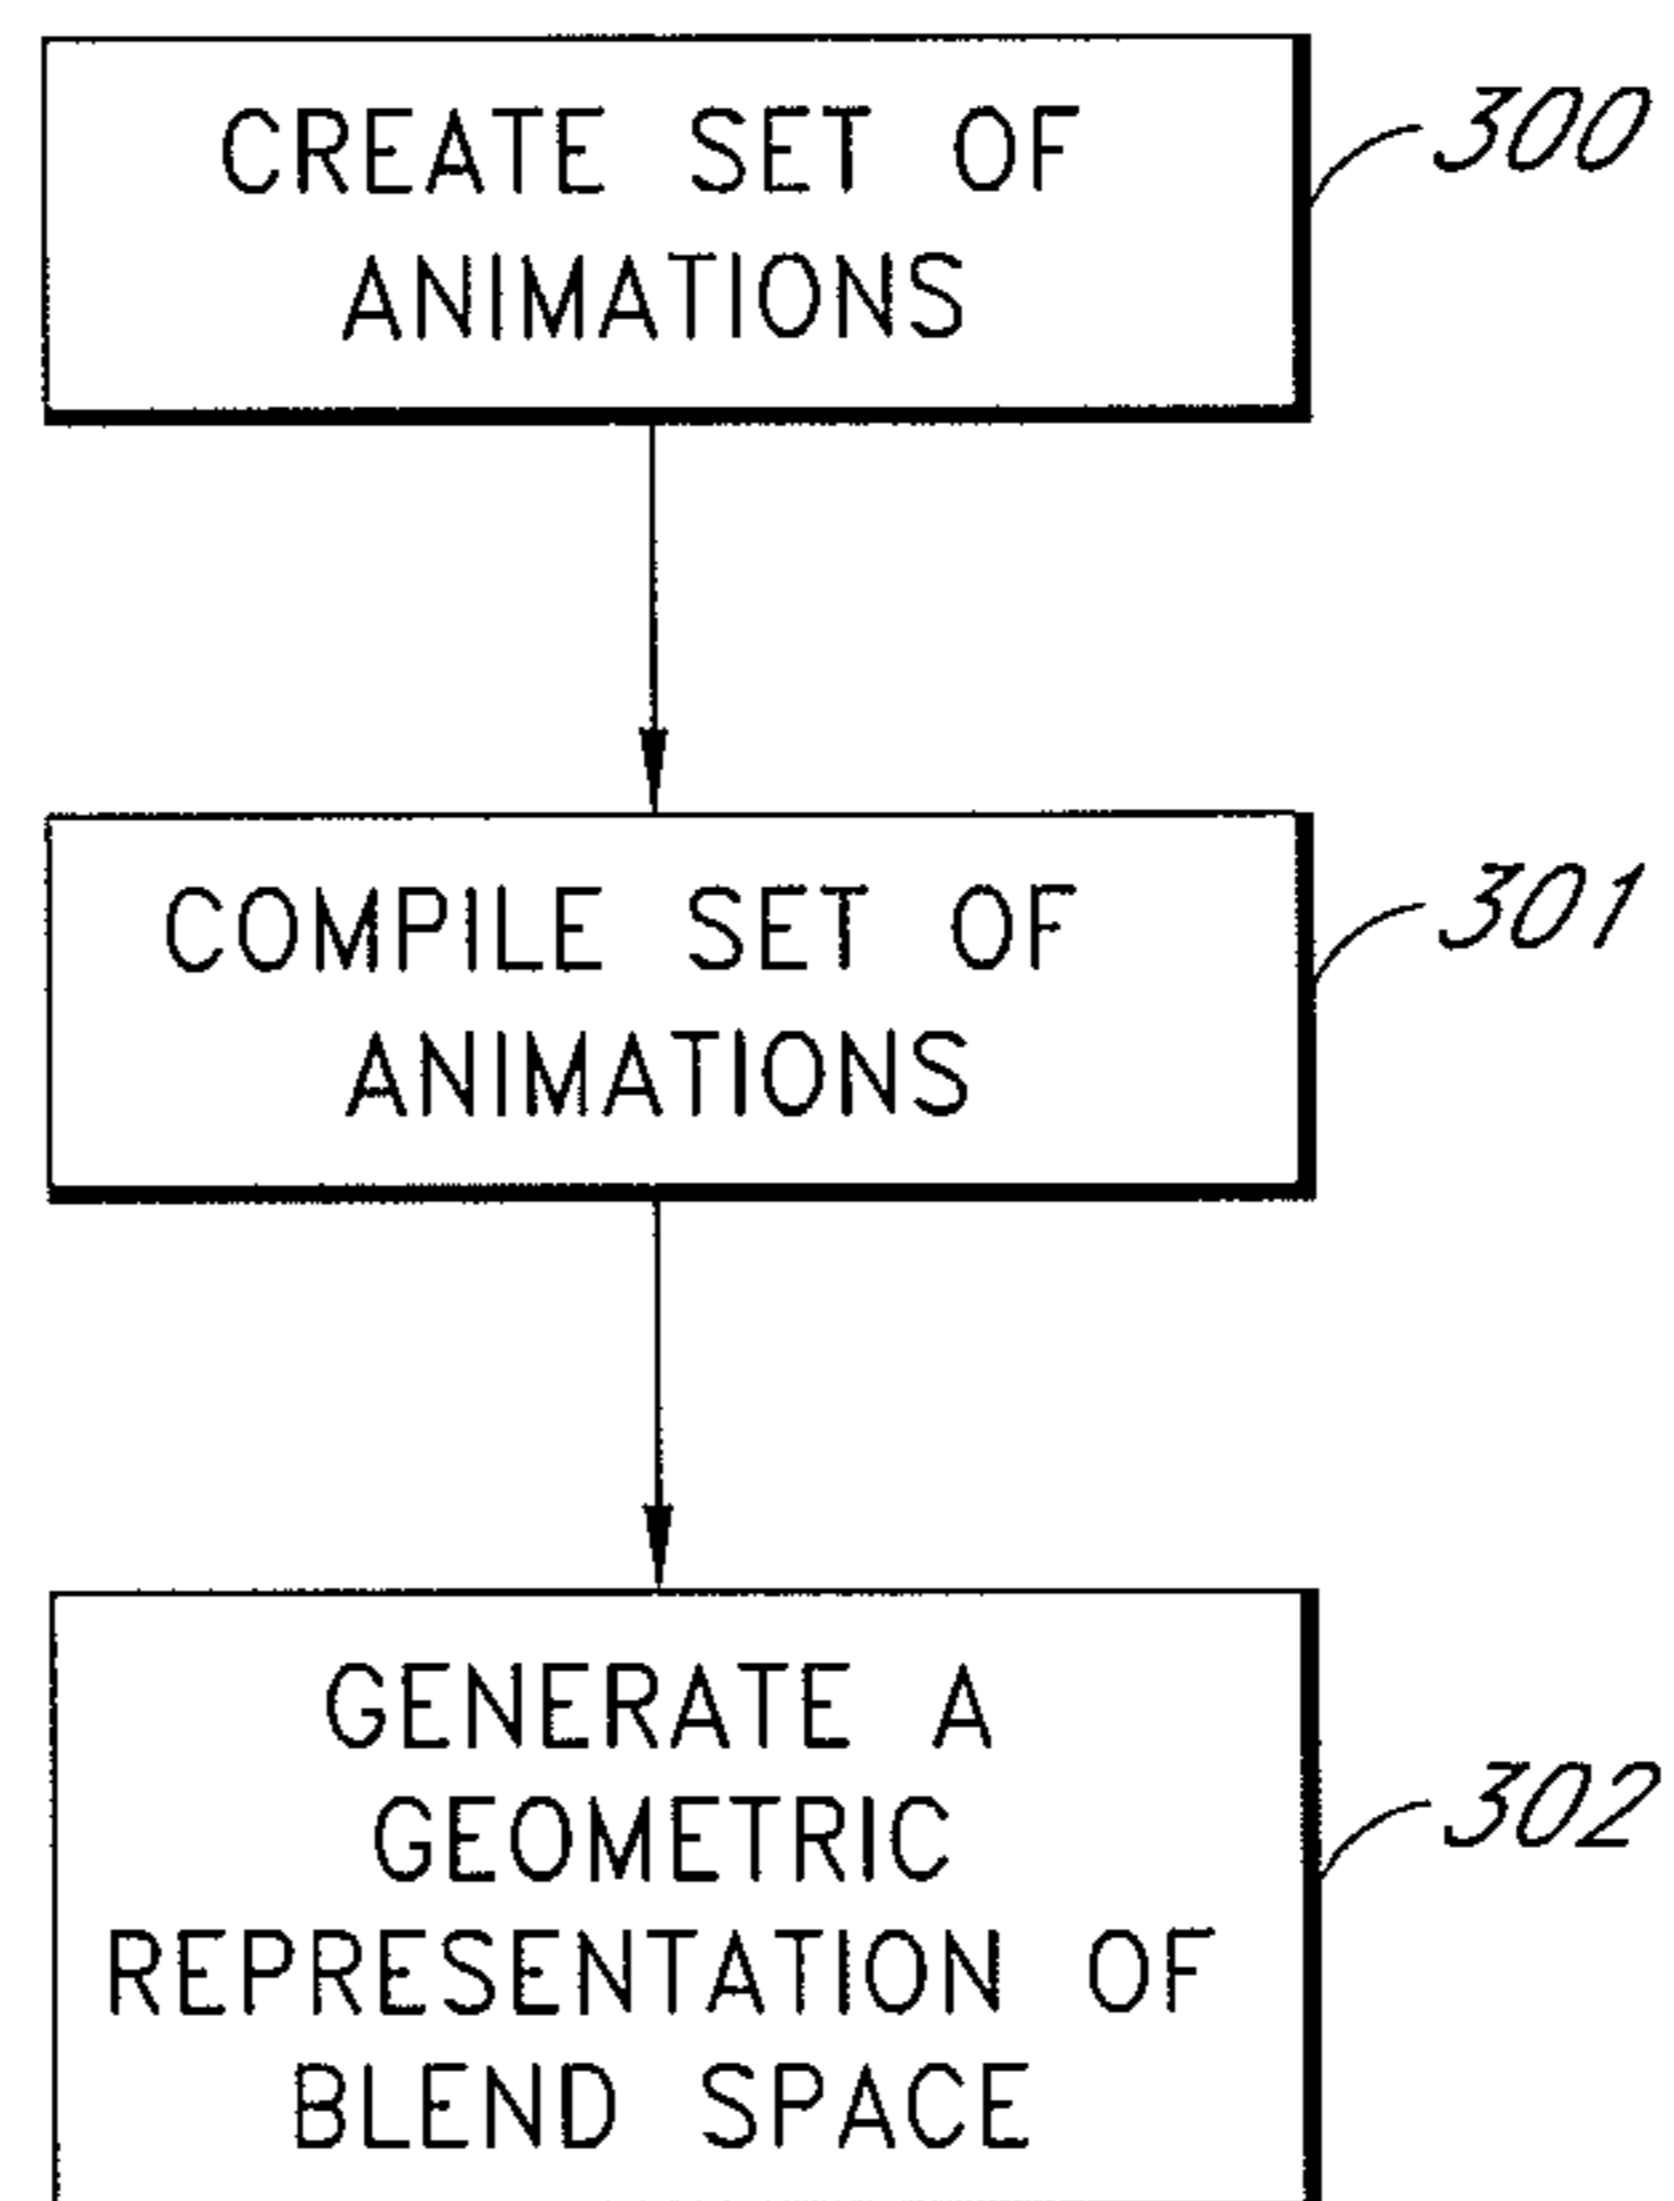 CREATE SET OF
ANIMATIONS
300
COMPILE SET OF
ANIMATIONS
301
GENERATE A
GEOMETRIC
REPRESENTATION OF
BLEND SPACE
302